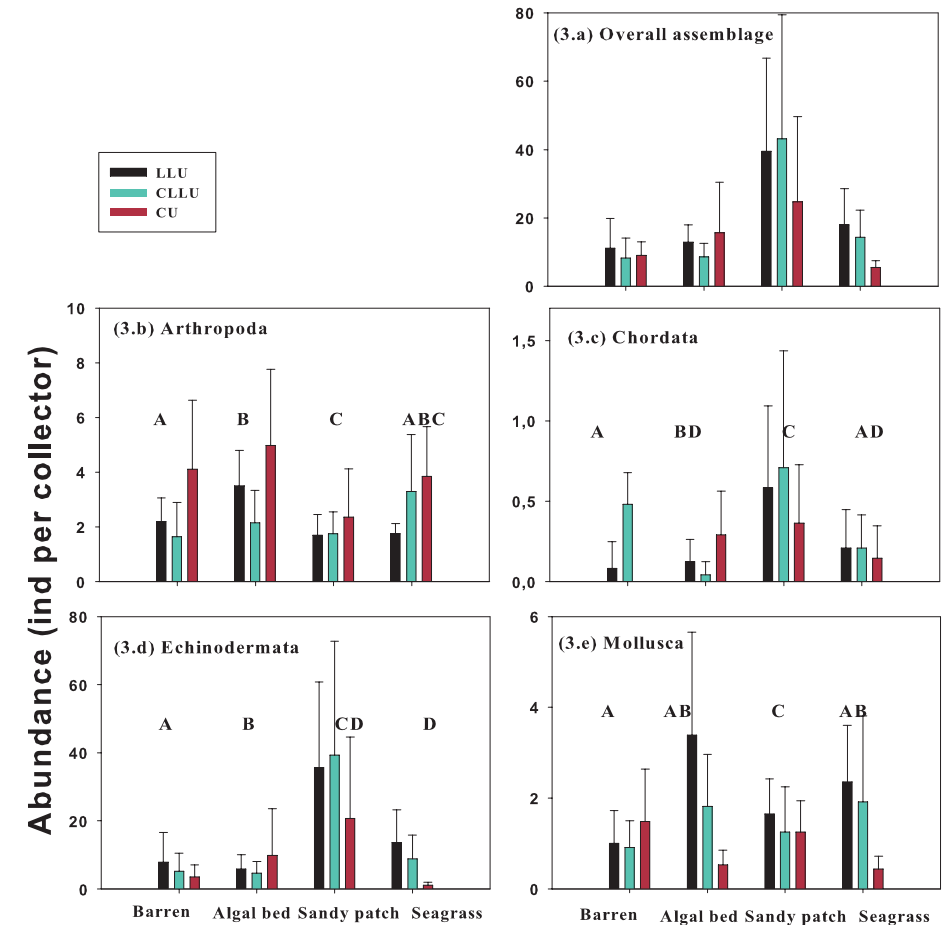 80
(3.a) Overall assemblage
60
40
20
0
LLU
CLLU
CU
Abundance (ind per collector)
10
(3.b) Arthropoda
8
6
4
2
0
A B C ABC
(3.c) Chordata
1,5
1,0
0,5
0,0
A BD C AD
80
(3.d) Echinodermata
60
40
20
0
A B CD D
Barren Algal bed Sandy patch Seagrass
6
(3.e) Mollusca
4
2
0
A AB C AB
Barren Algal bed Sandy patch Seagrass